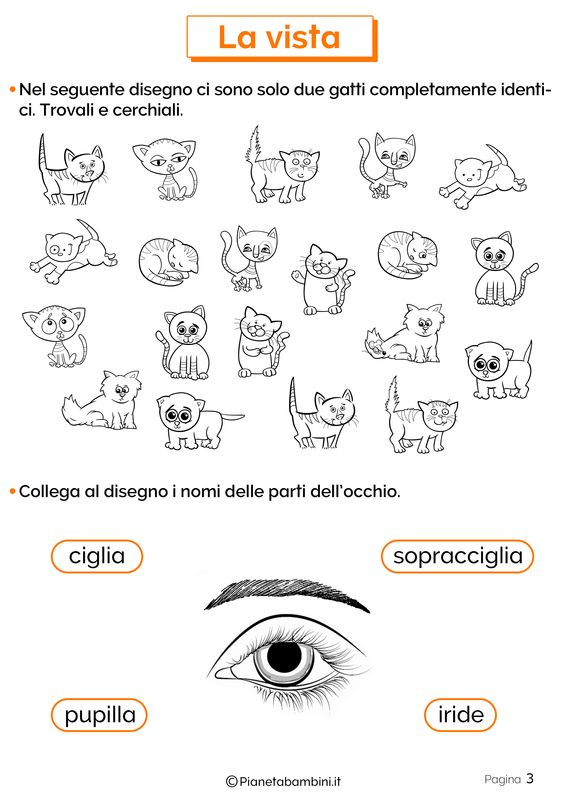 La vista
• Nel seguente disegno ci sono solo due gatti completamente identi-
ci. Trovali e cerchiali.
• Collega al disegno i nomi delle parti dell'occhio.
ciglia
sopracciglia
pupilla
iride
©Pianetabambini.it
Pagina 3